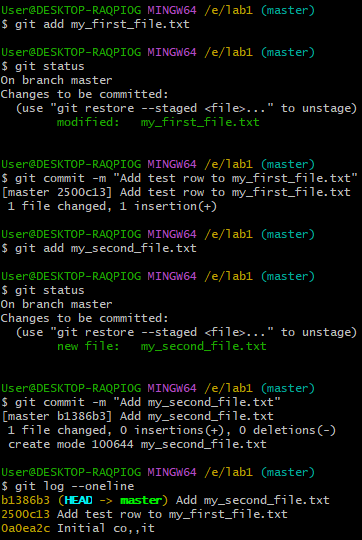 User@DESKTOP-RAQPIOG MINGW64 /e/lab1 (master)
$ git add my_first_file.txt
User@DESKTOP-RAQPIOG MINGW64 /e/lab1 (master)
$ git status
On branch master
Changes to be committed:
  (use "git restore --staged <file>..." to unstage)
        modified:   my_first_file.txt
User@DESKTOP-RAQPIOG MINGW64 /e/lab1 (master)
$ git commit -m "Add test row to my_first_file.txt"
[master 2500c13] Add test row to my_first_file.txt
 1 file changed, 1 insertion(+)
User@DESKTOP-RAQPIOG MINGW64 /e/lab1 (master)
$ git add my_second_file.txt
User@DESKTOP-RAQPIOG MINGW64 /e/lab1 (master)
$ git status
On branch master
Changes to be committed:
  (use "git restore --staged <file>..." to unstage)
        new file:   my_second_file.txt
User@DESKTOP-RAQPIOG MINGW64 /e/lab1 (master)
$ git commit -m "Add my_second_file.txt"
[master b1386b3] Add my_second_file.txt
 1 file changed, 0 insertions(+), 0 deletions(-)
 create mode 100644 my_second_file.txt
User@DESKTOP-RAQPIOG MINGW64 /e/lab1 (master)
$ git log --oneline
b1386b3 (HEAD -> master) Add my_second_file.txt
2500c13 Add test row to my_first_file.txt
0a0ea2c Initial co,,it